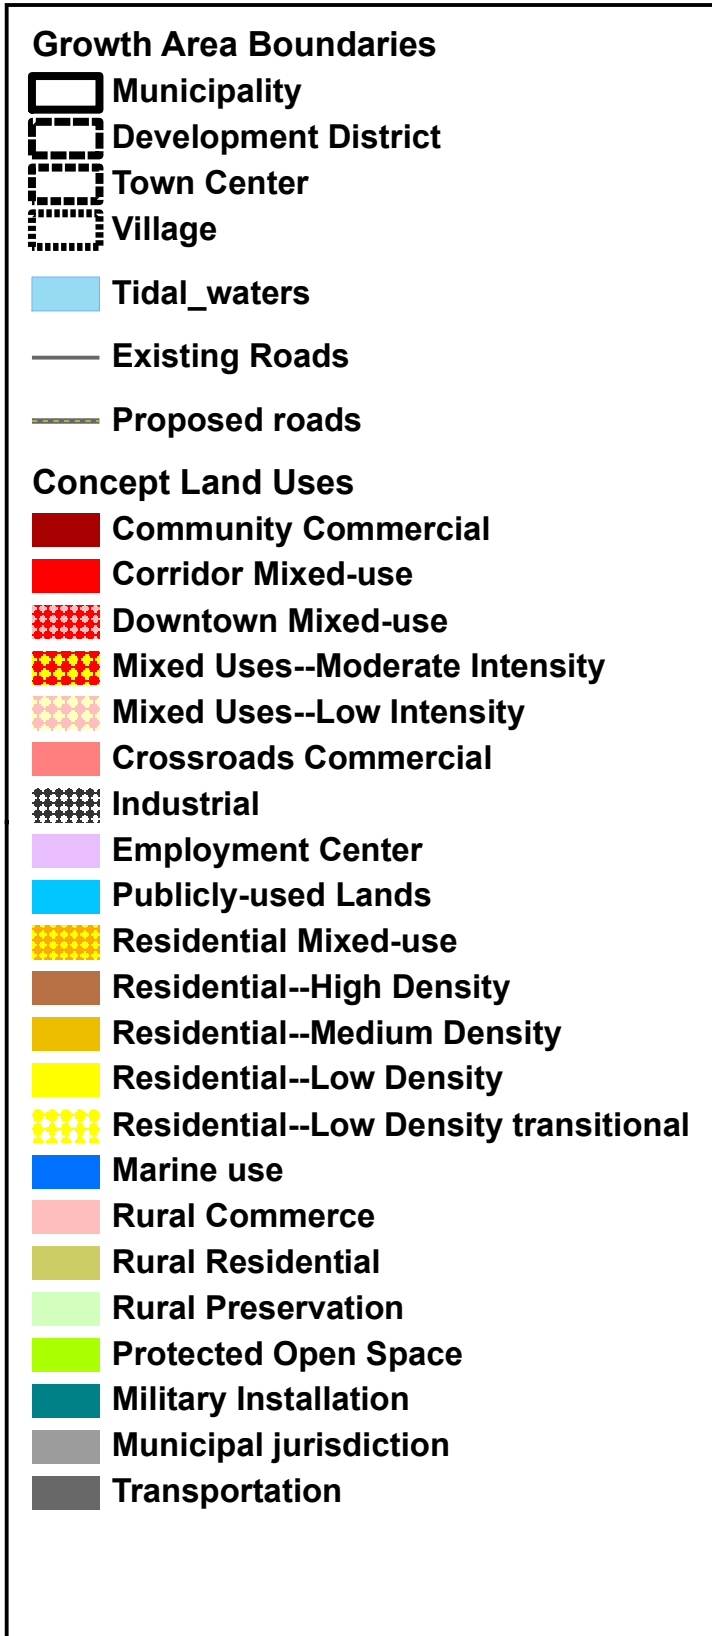 Growth Area Boundaries
Municipality
Development District
Town Center
Village
Tidal_waters
Existing Roads
Proposed roads
Concept Land Uses
Community Commercial
Corridor Mixed-use
Downtown Mixed-use
Mixed Uses--Moderate Intensity
Mixed Uses--Low Intensity
Crossroads Commercial
Industrial
Employment Center
Publicly-used Lands
Residential Mixed-use
Residential--High Density
Residential--Medium Density
Residential--Low Density
Residential--Low Density transitional
Marine use
Rural Commerce
Rural Residential
Rural Preservation
Protected Open Space
Military Installation
Municipal jurisdiction
Transportation